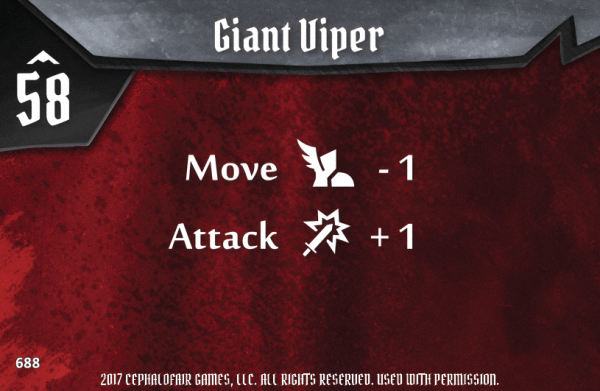 Giant Viper
58
Move - 1
Attack + 1
688
2017 CEPHALOFAIR GAMES, LLC. ALL RIGHTS RESERVED. USED WITH PERMISSION.